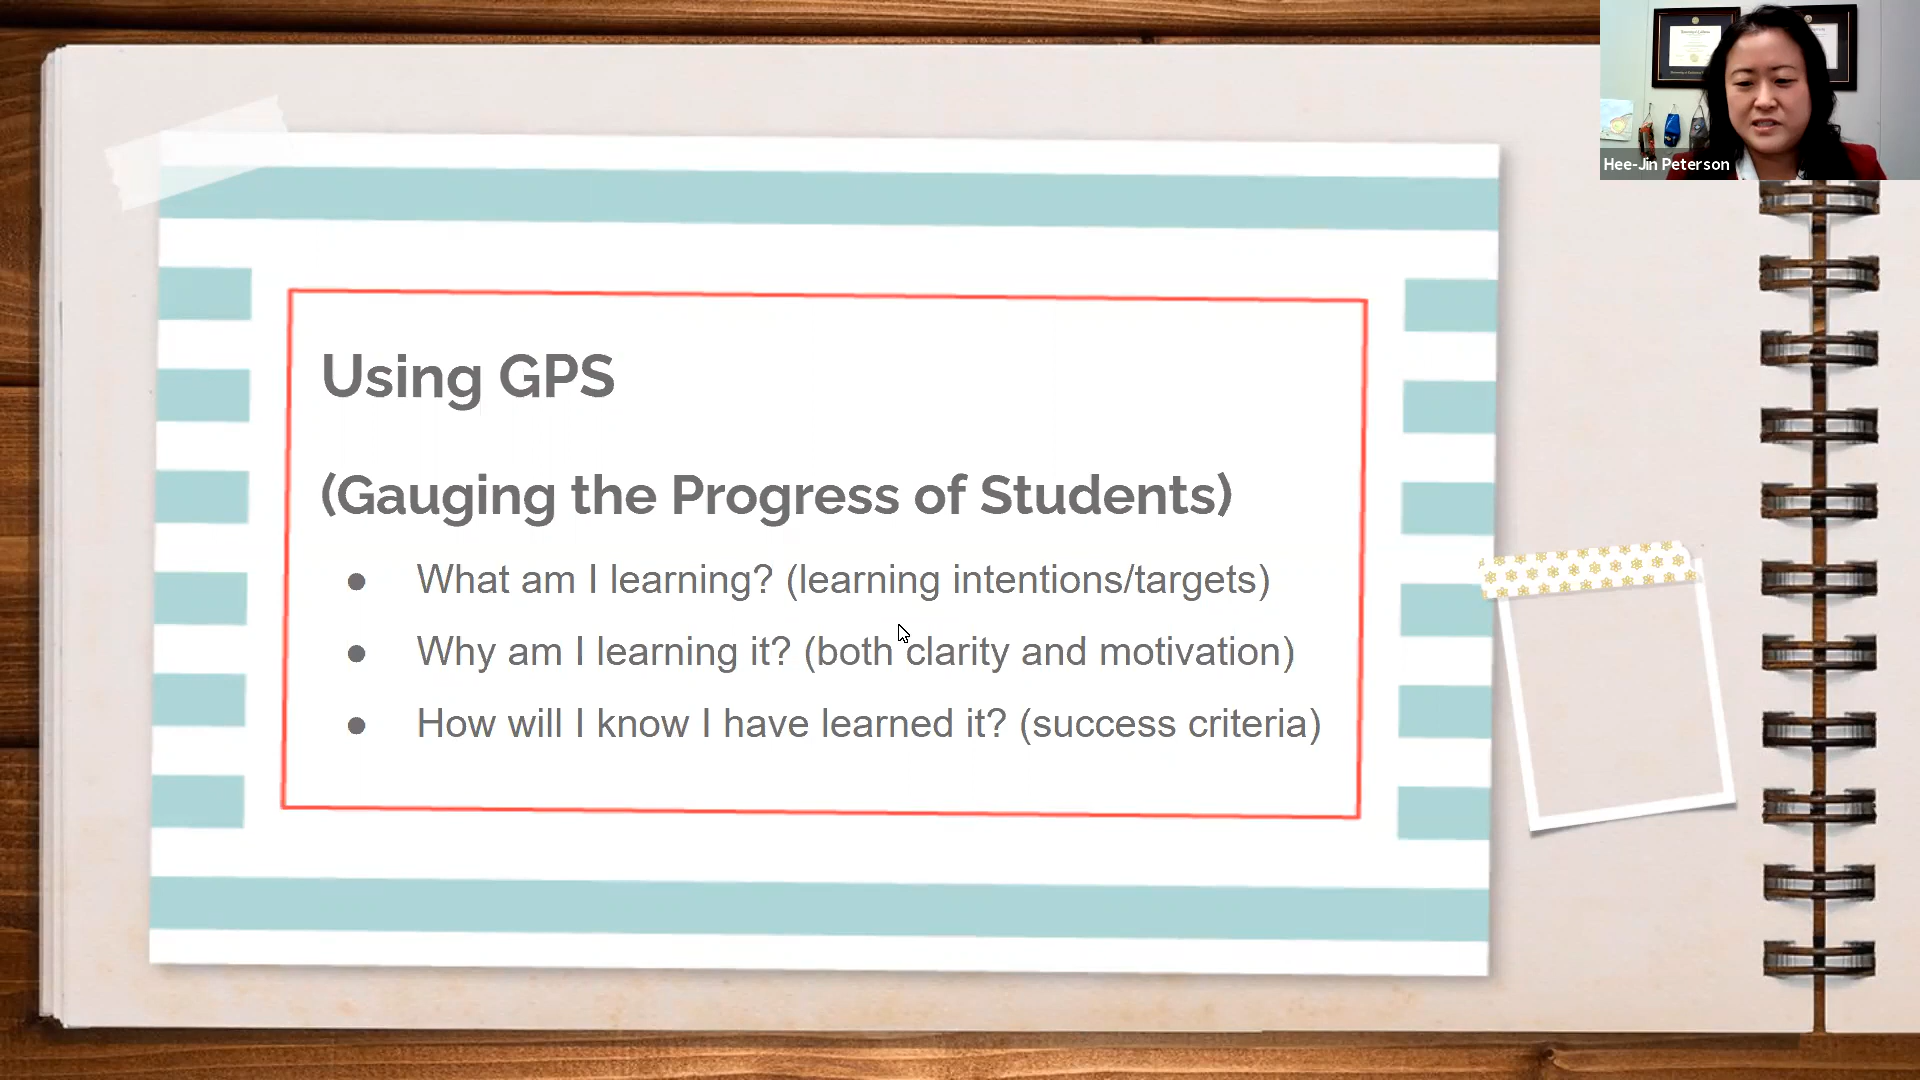 Using GPS
(Gauging the Progress of Students)
● What am I learning? (learning intentions/targets)
● Why am I learning it? (both clarity and motivation)
● How will I know I have learned it? (success criteria)
Hee-Jin Peterson